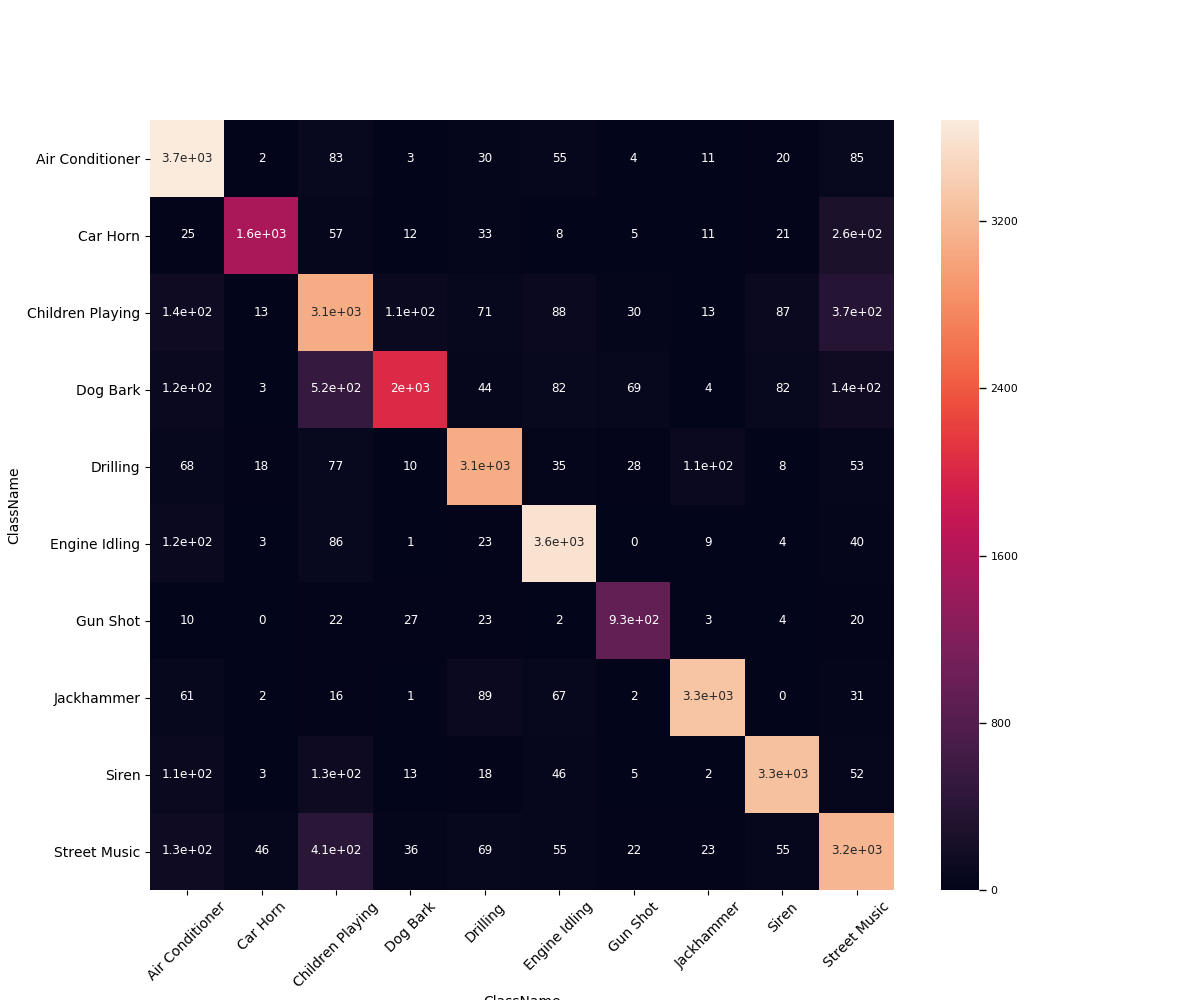 Air Conditioner 3.7e+03 2 83 3 30 55 4 11 20 85
Car Horn 25 1.6e+03 57 12 33 8 5 11 21 2.6e+02
3200
Children Playing 1.4e+02 13 3.1e+03 1.1e+02 71 88 30 13 87 3.7e+02
Dog Bark 1.2e+02 3 5.2e+02 2e+03 44 82 69 4 82 1.4e+02
2400
Drilling 68 18 77 10 3.1e+03 35 28 1.1e+02 8 53
ClassName
Engine Idling 1.2e+02 3 86 1 23 3.6e+03 0 9 4 40
1600
Gun Shot 10 0 22 27 23 2 9.3e+02 3 4 20
Jackhammer 61 2 16 1 89 67 2 3.3e+03 0 31
800
Siren 1.1e+02 3 1.3e+02 13 18 46 5 2 3.3e+03 52
Street Music 1.3e+02 46 4.1e+02 36 69 55 22 23 55 3.2e+03
0
Air Conditioner Car Horn Children Playing Dog Bark Drilling Engine Idling Gun Shot Jackhammer Siren Street Music
ClassName